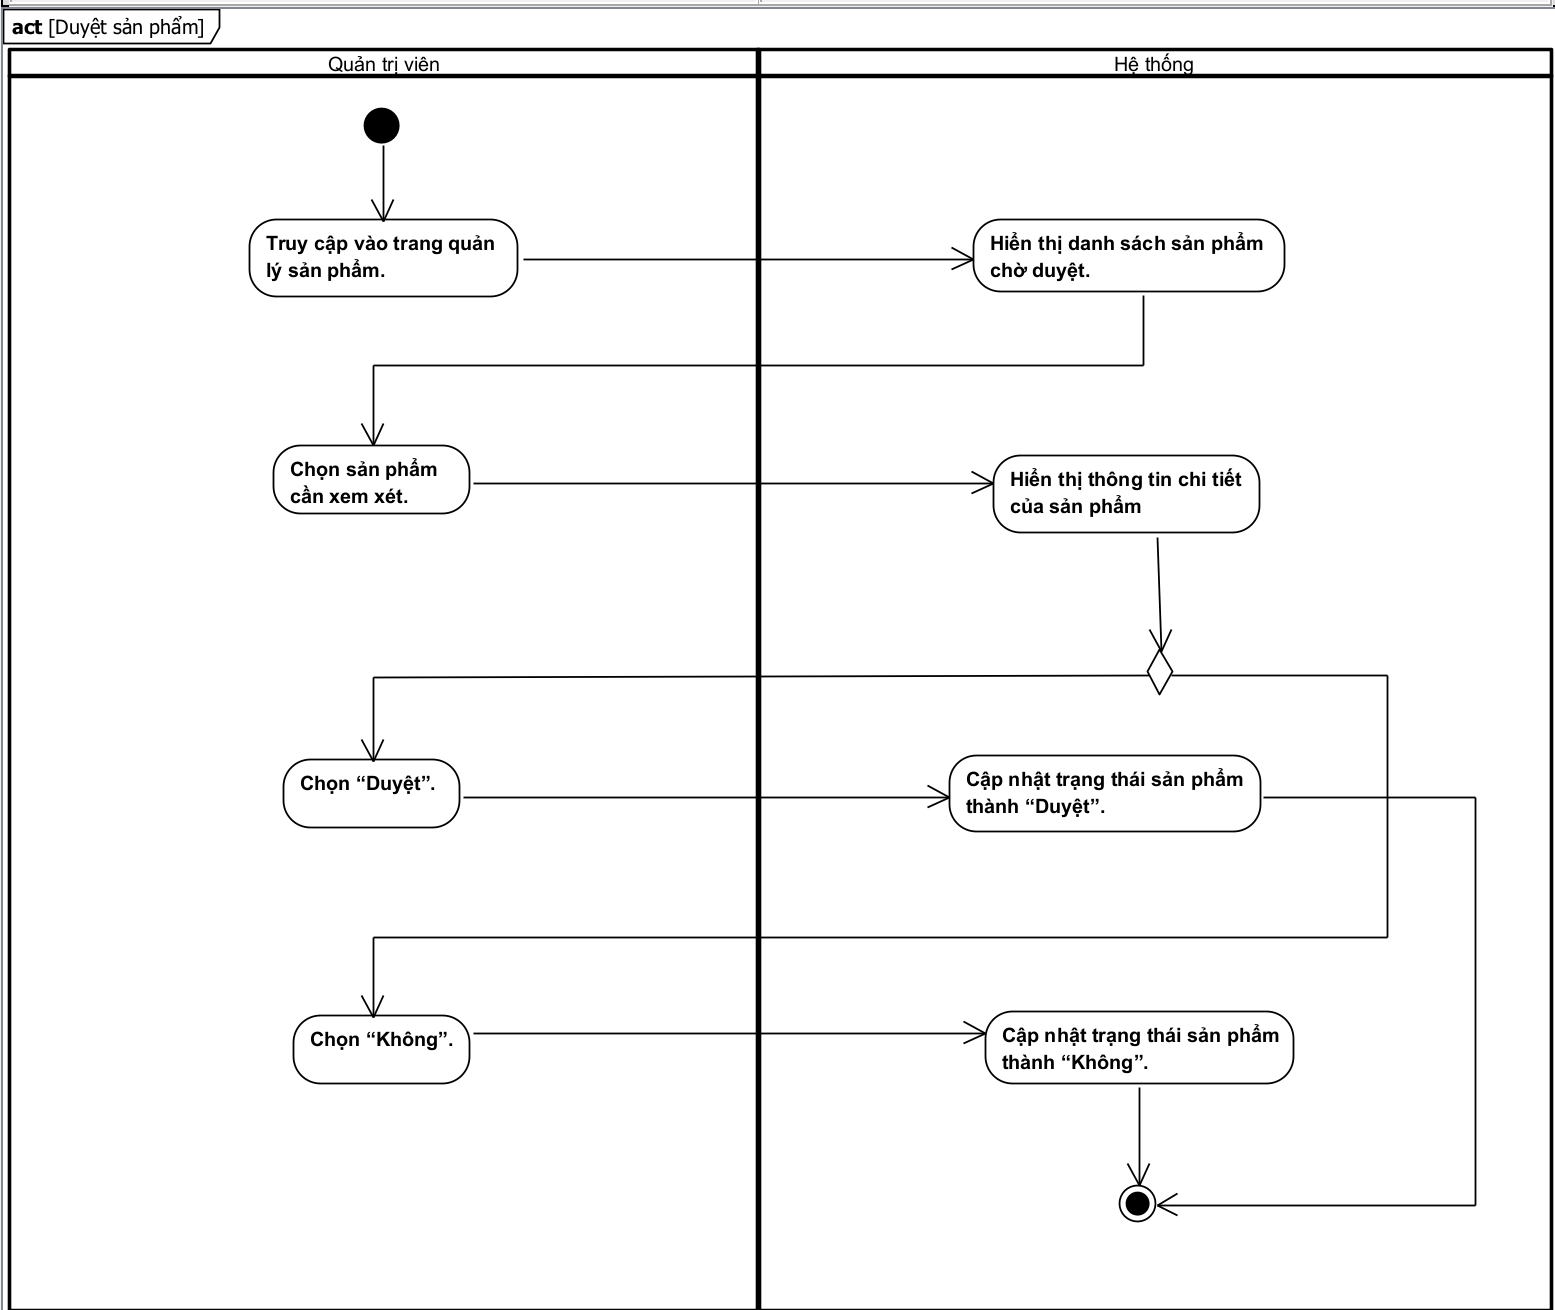 act [Duyệt sản phẩm]
Quản trị viên
Hệ thống
Truy cập vào trang quản
lý sản phẩm.
Hiển thị danh sách sản phẩm
chờ duyệt.
Chọn sản phẩm
cần xem xét.
Hiển thị thông tin chi tiết
của sản phẩm
Chọn “Duyệt”.
Cập nhật trạng thái sản phẩm
thành “Duyệt”.
Chọn “Không”.
Cập nhật trạng thái sản phẩm
thành “Không”.